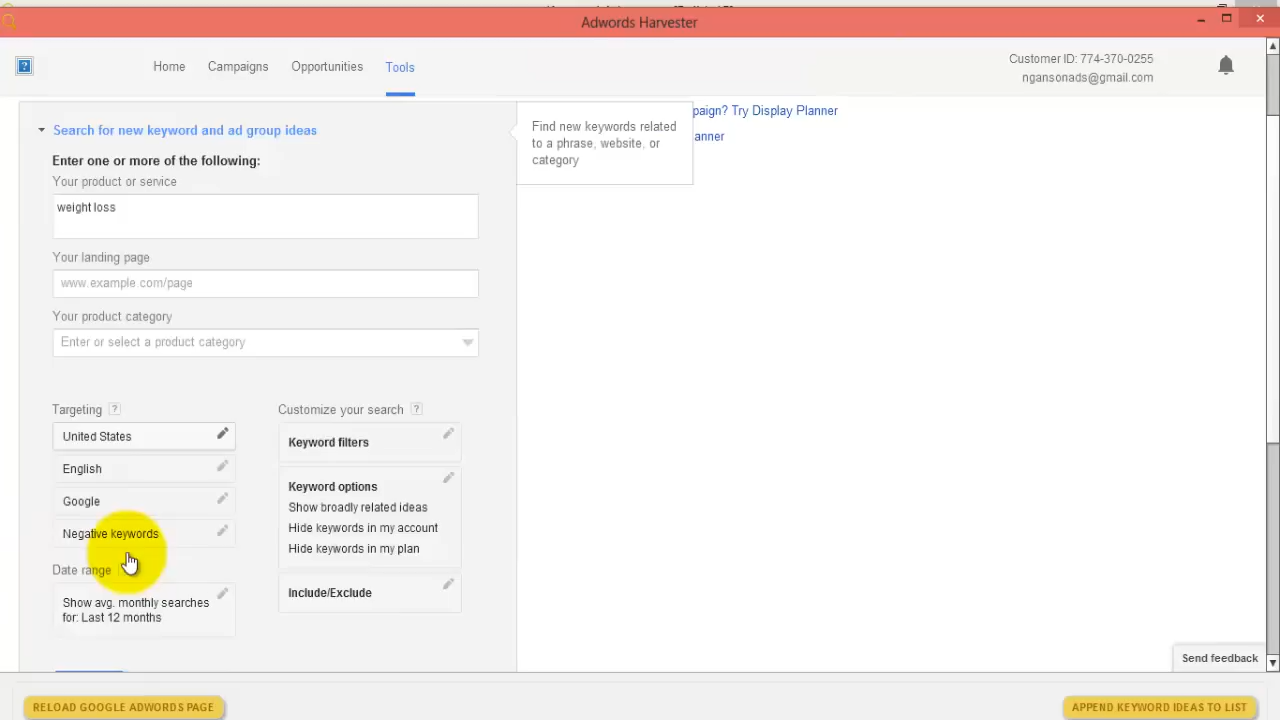 Adwords Harvester
Home
Campaigns
Opportunities
Tools
Customer ID: 774-370-0255
ngansonads@gmail.com
Search for new keyword and ad group ideas
Enter one or more of the following:
Your product or service
weight loss
Your landing page
www.example.com/page
Your product category
Enter or select a product category
Find new keywords related
to a phrase, website, or
category
paign? Try Display Planner
anner
Targeting ?
United States
English
Google
Negative keywords
Date range
Show avg. monthly searches
for: Last 12 months
Customize your search ?
Keyword filters
Keyword options
Show broadly related ideas
Hide keywords in my account
Hide keywords in my plan
Include/Exclude
Send feedback
RELOAD GOOGLE ADWORDS PAGE
APPEND KEYWORD IDEAS TO LIST